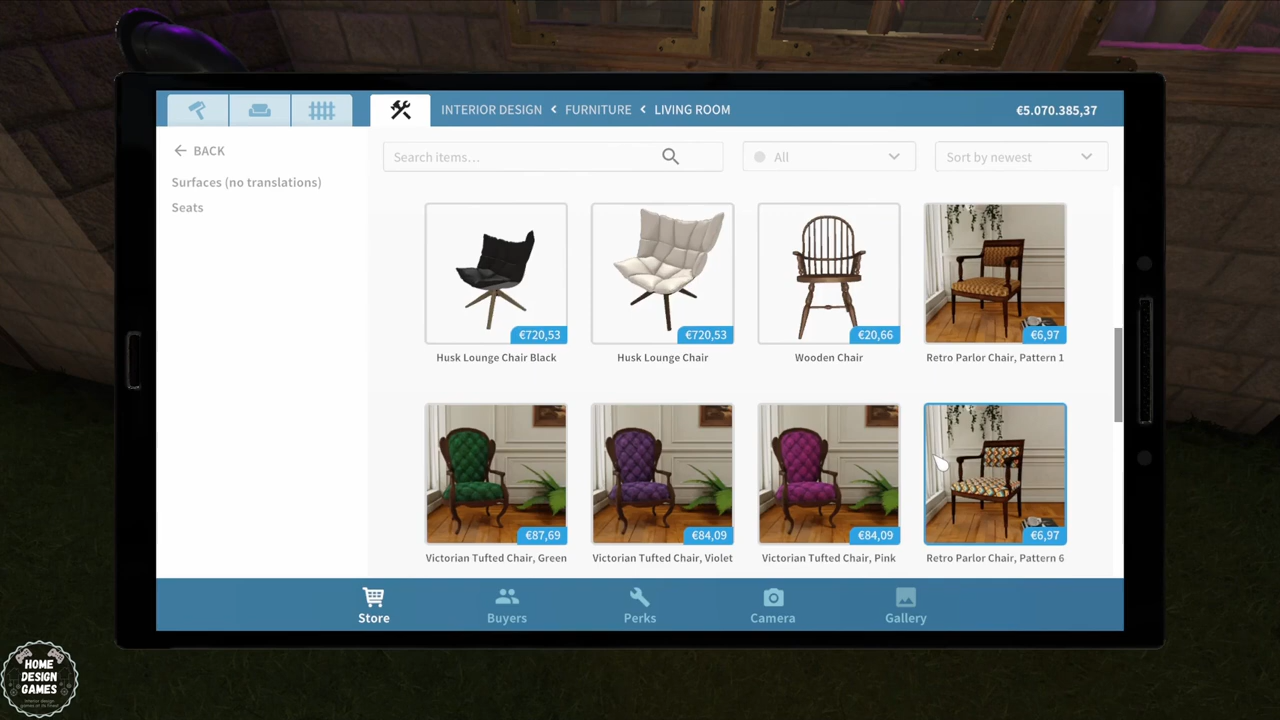 INTERIOR DESIGN < FURNITURE < LIVING ROOM
€5.070.385,37
BACK
Surfaces (no translations)
Seats
Search items...
All
Sort by newest
€720,53
€720,53
€20,66
€6,97
Husk Lounge Chair Black
Husk Lounge Chair
Wooden Chair
Retro Parlor Chair, Pattern 1
€87,69
€84,09
€84,09
€6,97
Victorian Tufted Chair, Green
Victorian Tufted Chair, Violet
Victorian Tufted Chair, Pink
Retro Parlor Chair, Pattern 6
Store
Buyers
Perks
Camera
Gallery
HOME
DESIGN
GAMES